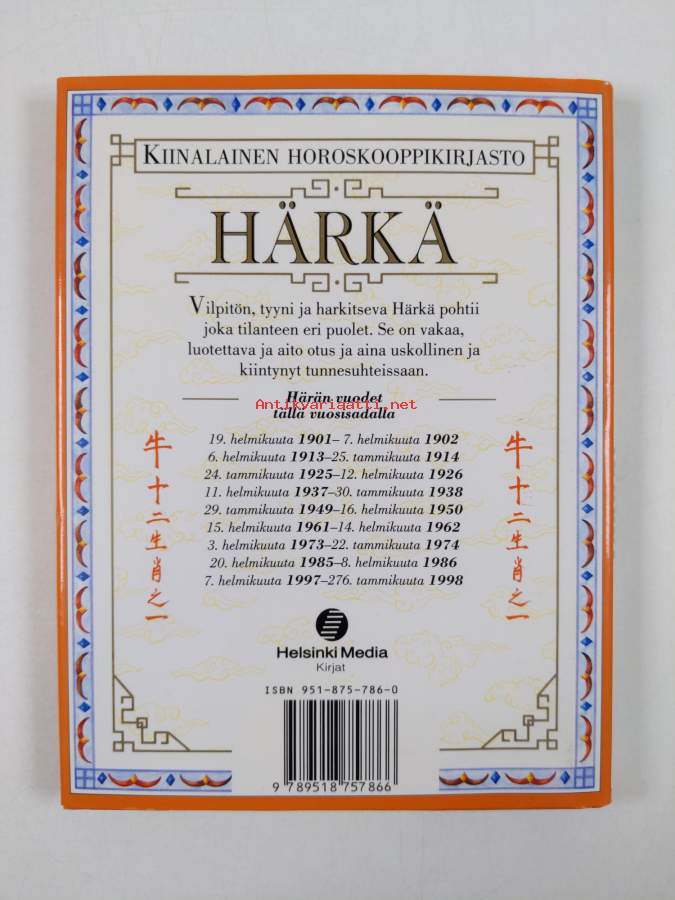 KIINALAINEN HOROSKOOPPIKIRJASTO
HÄRKÄ
Vilpitön, tyyni ja harkitseva Härkä pohtii
joka tilanteen eri puolet. Se on vakaa,
luotettava ja aito otus ja aina uskollinen ja
kiintynyt tunnesuhteissaan.
Härän vuodet
Antikvariaatti.net
tällä vuosisadalla
19. helmikuuta 1901– 7. helmikuuta 1902
6. helmikuuta 1913–25. tammikuuta 1914
24. tammikuuta 1925–12. helmikuuta 1926
11. helmikuuta 1937–30. tammikuuta 1938
29. tammikuuta 1949–16. helmikuuta 1950
15. helmikuuta 1961–14. helmikuuta 1962
3. helmikuuta 1973–22. tammikuuta 1974
20. helmikuuta 1985–8. helmikuuta 1986
7. helmikuuta 1997–276. tammikuuta 1998
牛十二生肖之一
牛十二生肖之一
Helsinki Media
Kirjat
ISBN 951-875-786-0
9 789518 757866